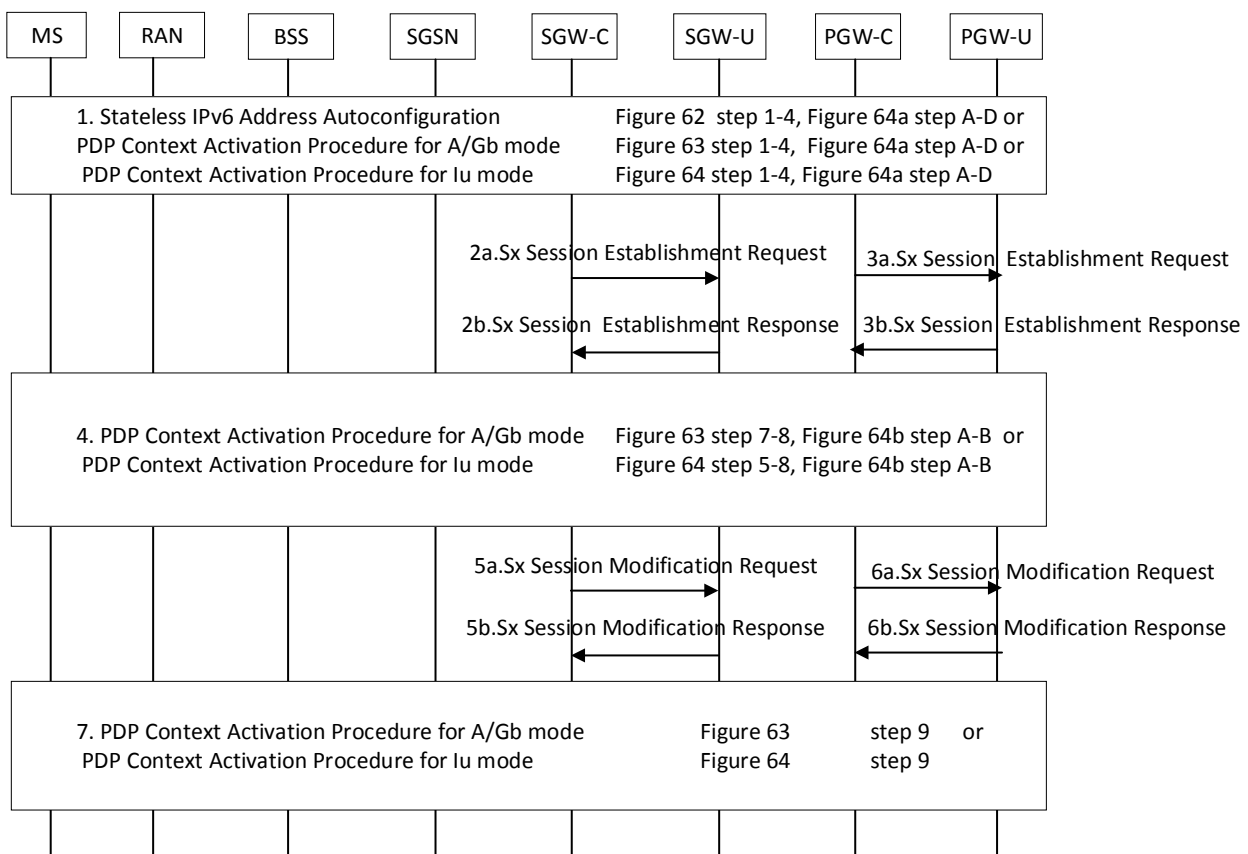 MS RAN BSS SGSN SGW-C SGW-U PGW-C PGW-U
1. Stateless IPv6 Address Autoconfiguration Figure 62 step 1-4, Figure 64a step A-D or
PDP Context Activation Procedure for A/Gb mode Figure 63 step 1-4, Figure 64a step A-D or
PDP Context Activation Procedure for Iu mode Figure 64 step 1-4, Figure 64a step A-D
2a.Sx Session Establishment Request
3a.Sx Session Establishment Request
2b.Sx Session Establishment Response
3b.Sx Session Establishment Response
4. PDP Context Activation Procedure for A/Gb mode Figure 63 step 7-8, Figure 64b step A-B or
PDP Context Activation Procedure for Iu mode Figure 64 step 5-8, Figure 64b step A-B
5a.Sx Session Modification Request
6a.Sx Session Modification Request
5b.Sx Session Modification Response
6b.Sx Session Modification Response
7. PDP Context Activation Procedure for A/Gb mode Figure 63 step 9 or
PDP Context Activation Procedure for Iu mode Figure 64 step 9